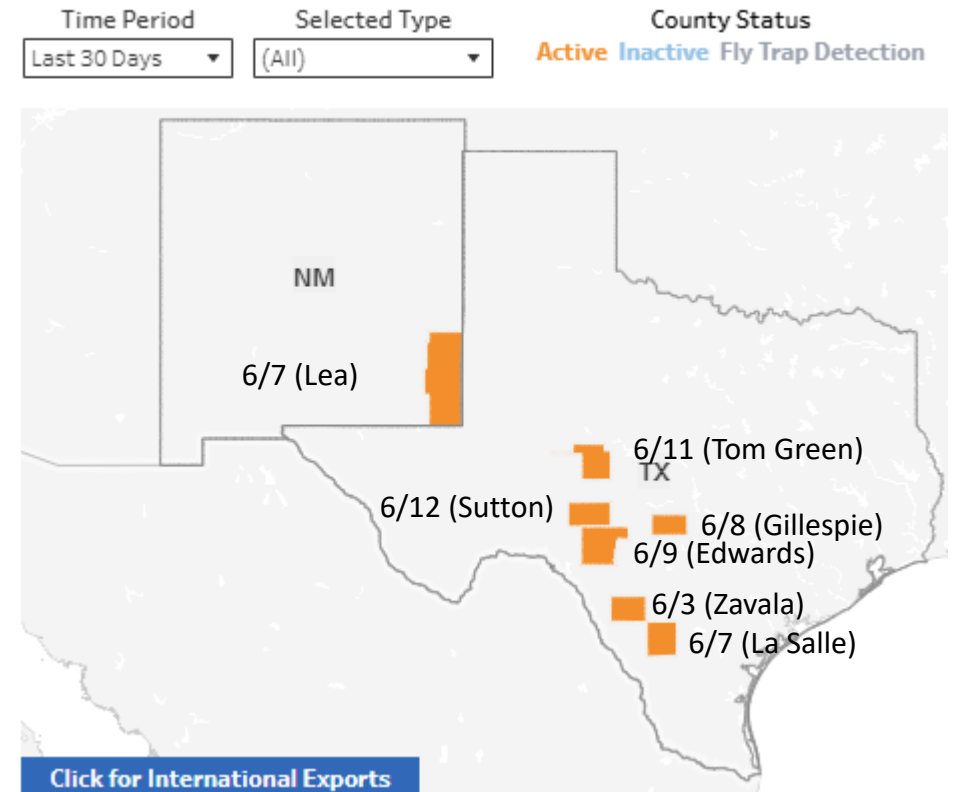 Time Period
Selected Type
County Status
Last 30 Days
(All)
Active Inactive Fly Trap Detection
NM
6/7 (Lea)
6/11 (Tom Green)
TX
6/12 (Sutton)
6/8 (Gillespie)
6/9 (Edwards)
6/3 (Zavala)
6/7 (La Salle)
Click for International Exports